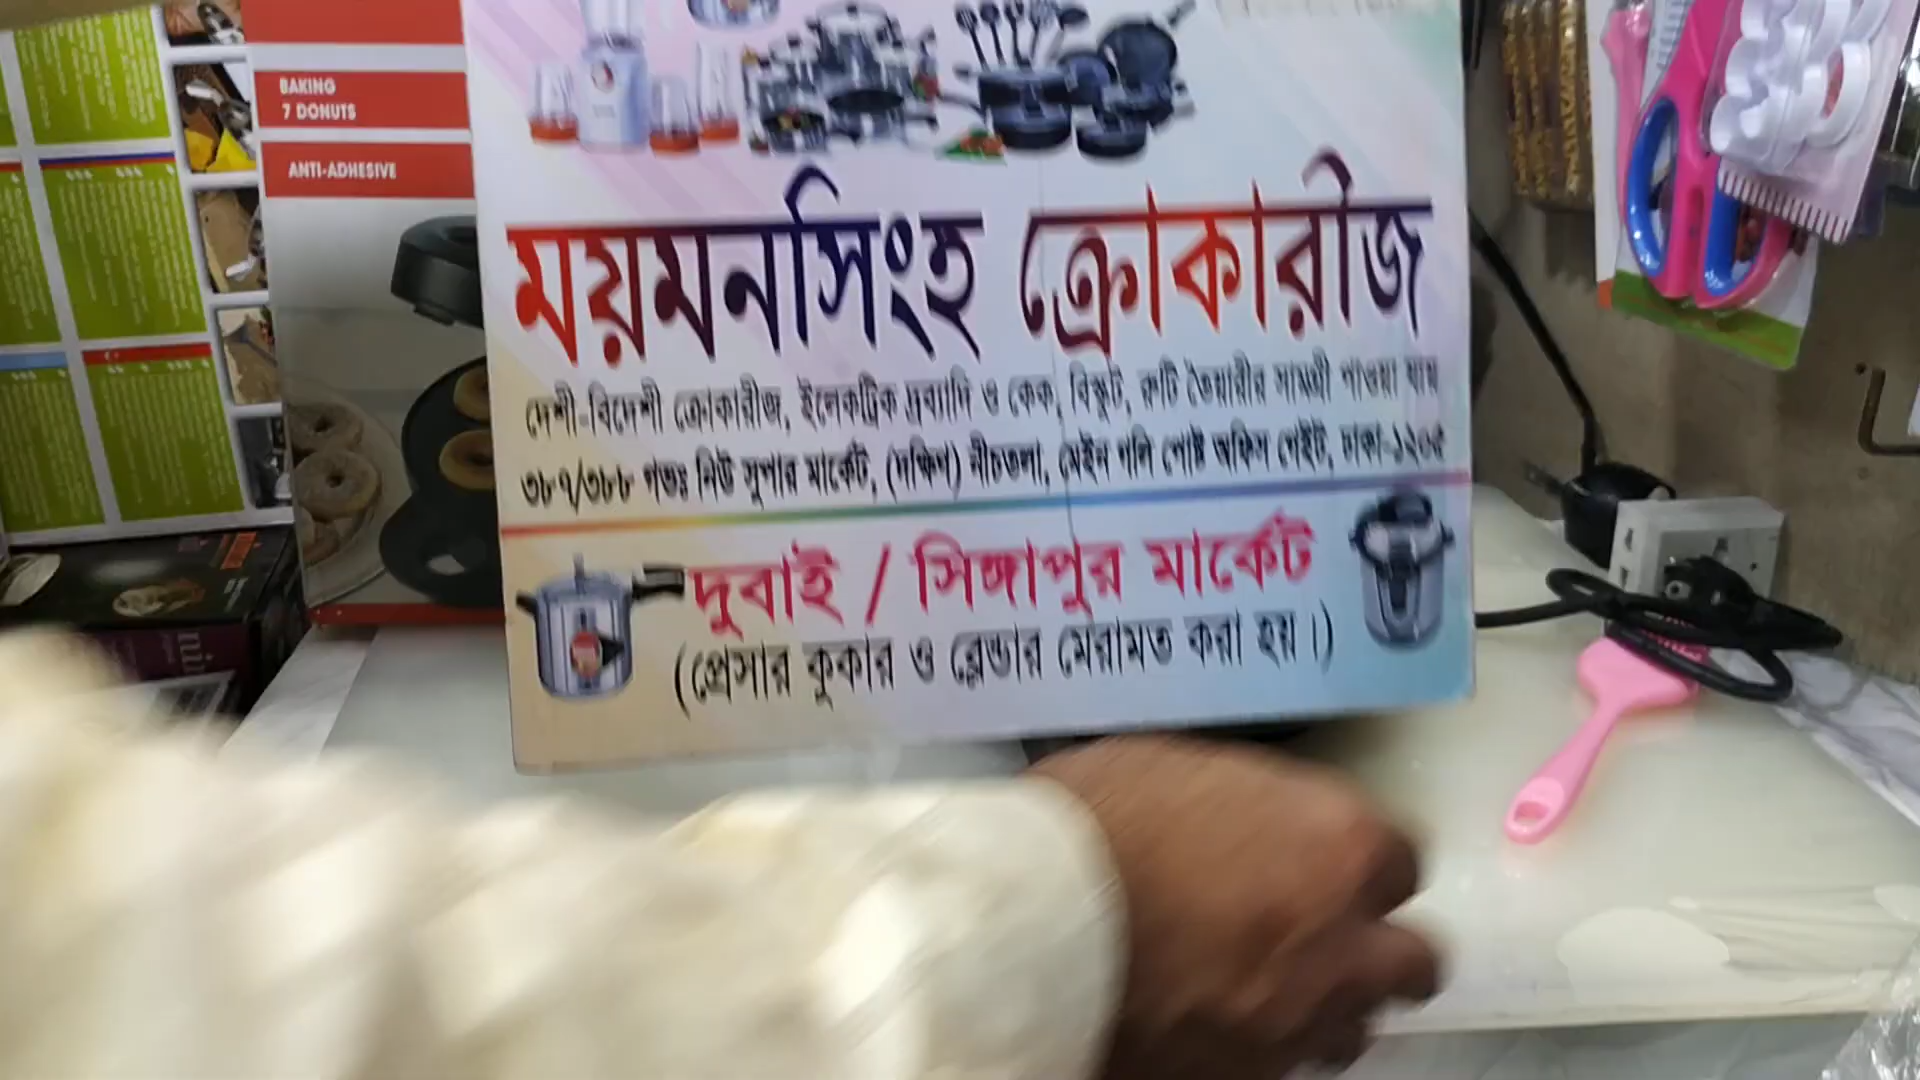 BAKING
7 DONUTS
ANTI-ADHESIVE
ময়মনসিংহ ক্রোকারীজ
দেশী-বিদেশী ক্রোকারীজ, ইলেকট্রিক দ্রব্যাদি ও কেক, বিস্কুট, রুটি তৈয়ারীর সামগ্রী পাওয়া যায়
৩৮৭/৩৮৮ গভঃ নিউ সুপার মার্কেট, (দক্ষিণ) নীচতলা, মেইন গলি পোষ্ট অফিস গেইট, ঢাকা-১২০৫
দুবাই / সিঙ্গাপুর মার্কেট
(প্রেসার কুকার ও ব্লেন্ডার মেরামত করা হয়।)